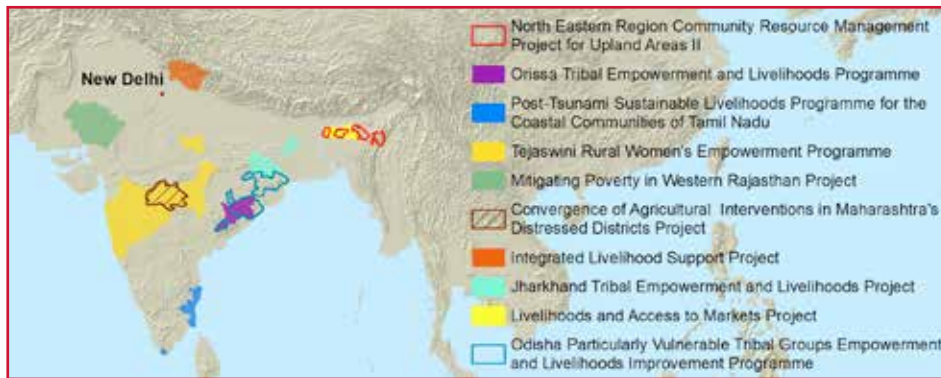 New Delhi
North Eastern Region Community Resource Management
Project for Upland Areas II
Orissa Tribal Empowerment and Livelihoods Programme
Post-Tsunami Sustainable Livelihoods Programme for the
Coastal Communities of Tamil Nadu
Tejaswini Rural Women's Empowerment Programme
Mitigating Poverty in Western Rajasthan Project
Convergence of Agricultural Interventions in Maharashtra's
Distressed Districts Project
Integrated Livelihood Support Project
Jharkhand Tribal Empowerment and Livelihoods Project
Livelihoods and Access to Markets Project
Odisha Particularly Vulnerable Tribal Groups Empowerment
and Livelihoods Improvement Programme